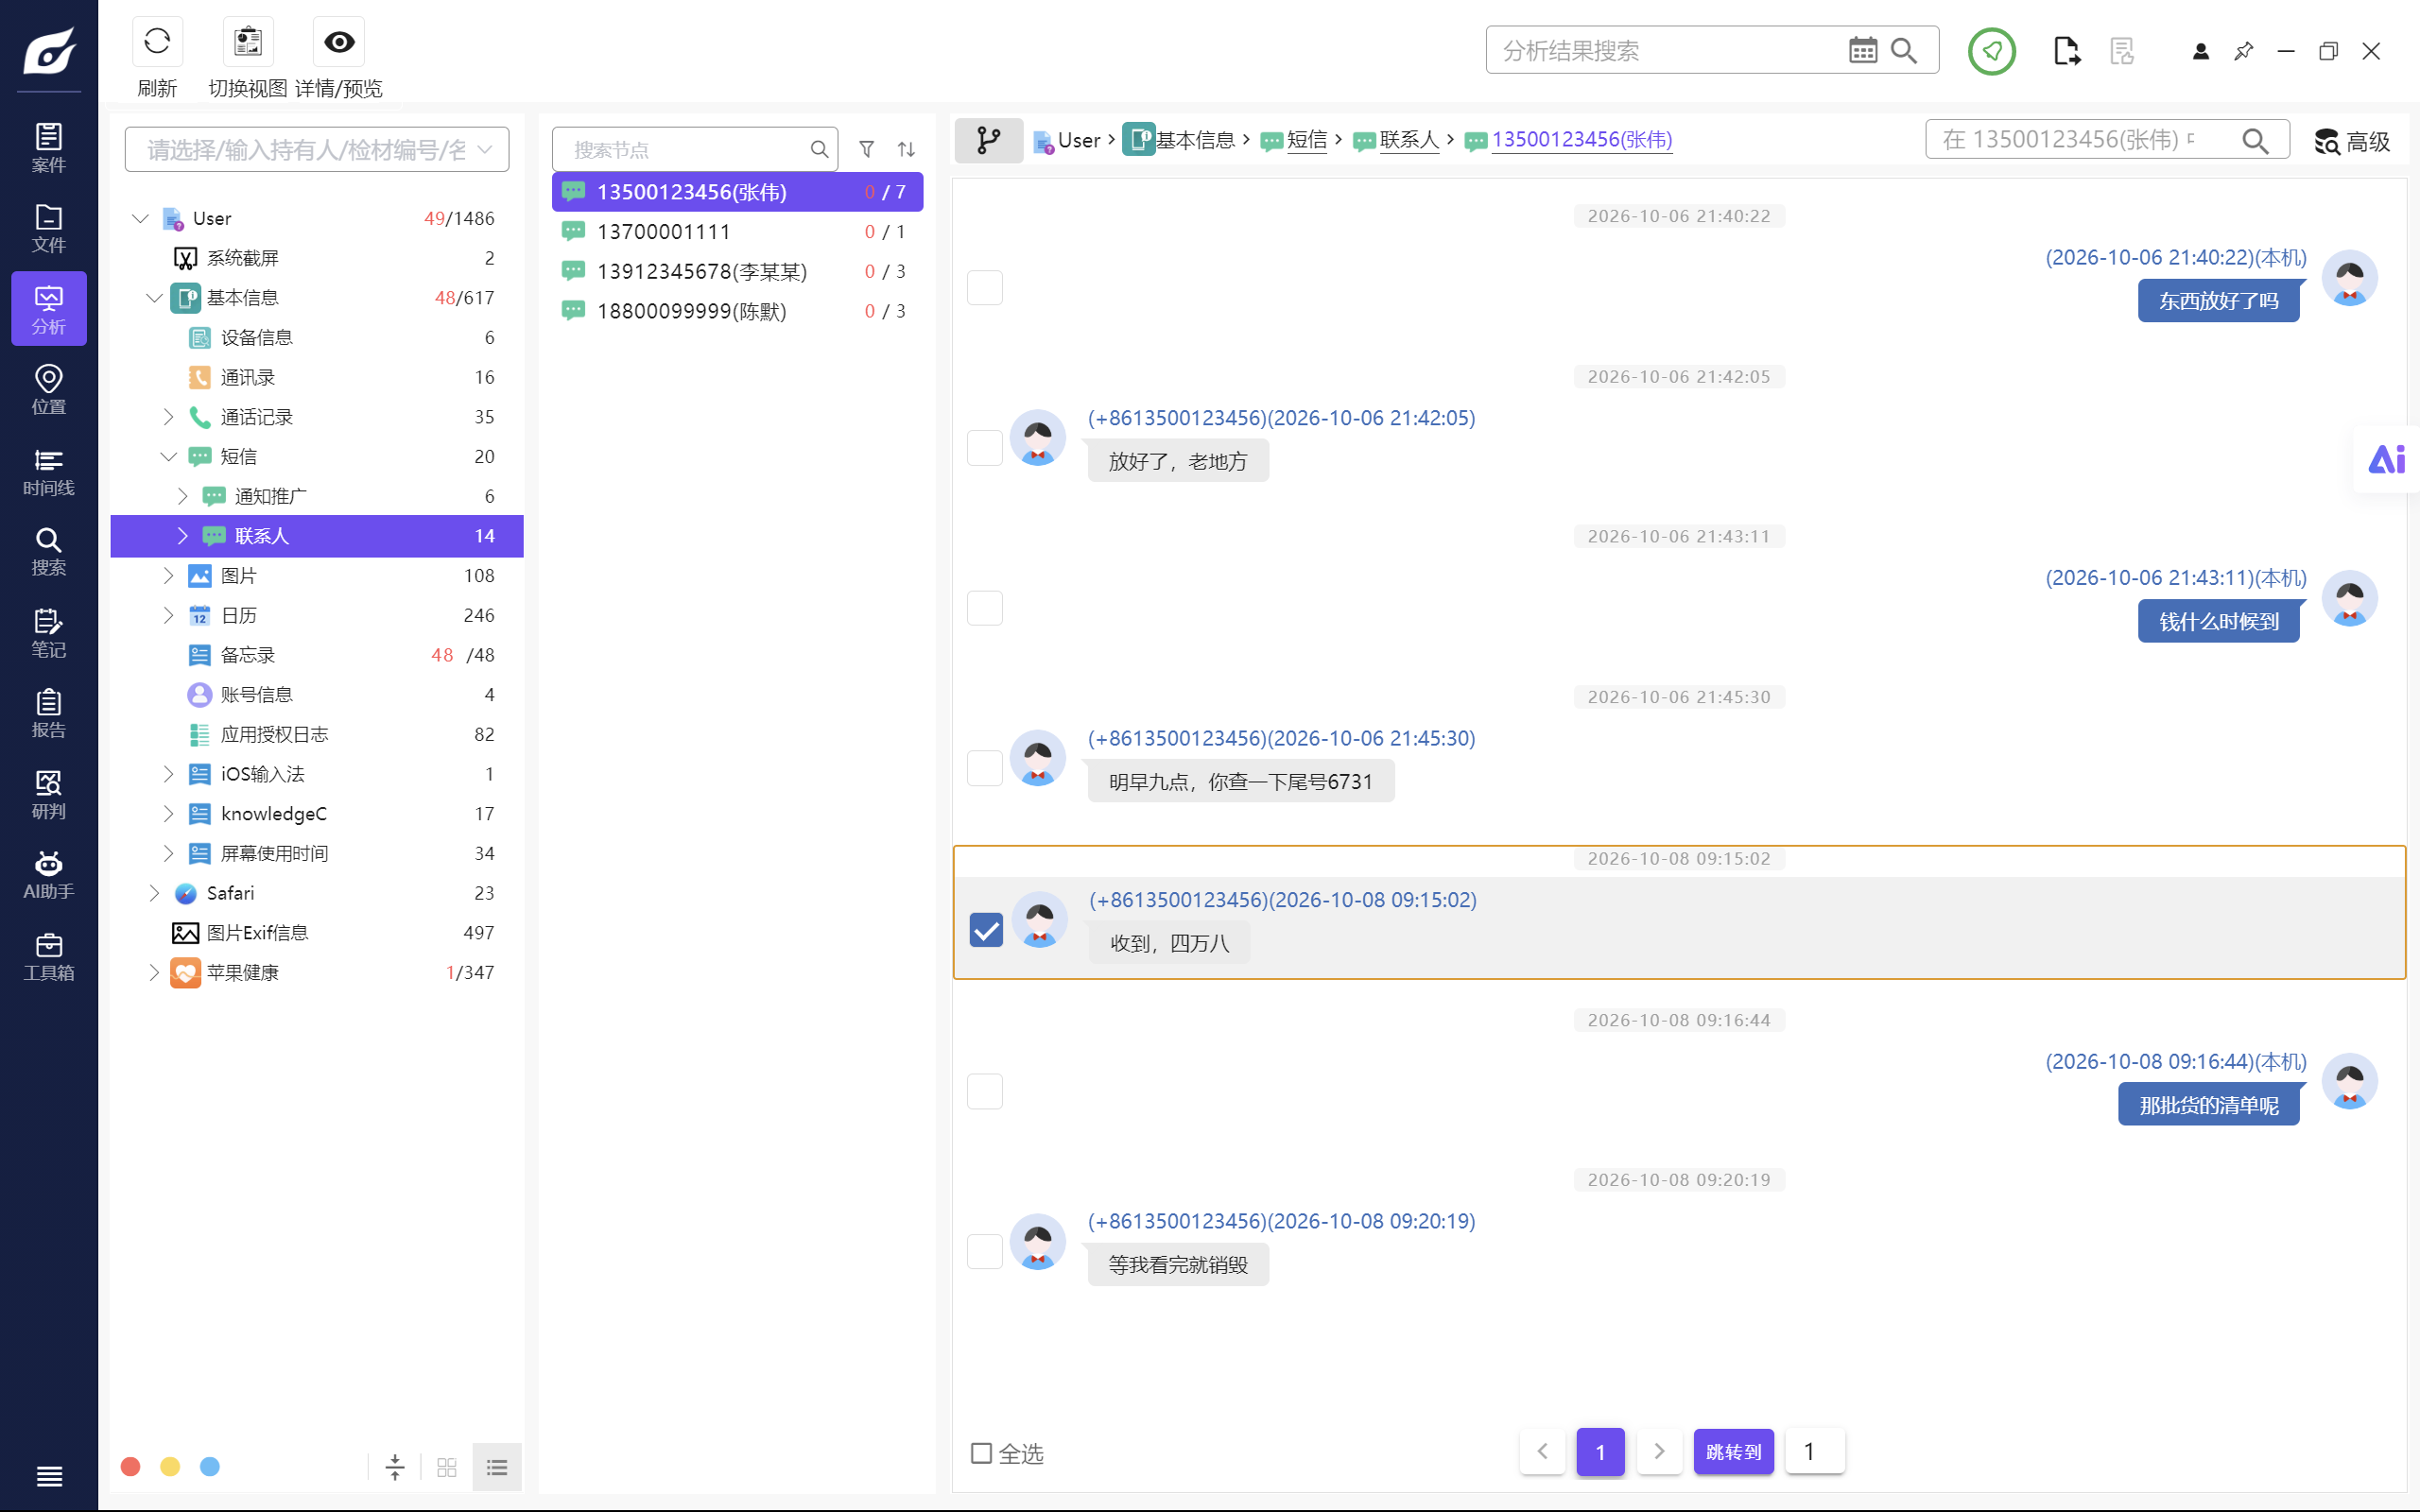 刷新
切换视图
详情/预览
分析结果搜索
案件
文件
分析
位置
时间线
搜索
笔记
报告
研判
AI助手
工具箱
请选择/输入持有人/检材编号/名
User 49/1486
系统截屏 2
基本信息 48/617
设备信息 6
通讯录 16
通话记录 35
短信 20
通知推广 6
联系人 14
图片 108
日历 246
备忘录 48 /48
账号信息 4
应用授权日志 82
iOS输入法 1
knowledgeC 17
屏幕使用时间 34
Safari 23
图片Exif信息 497
苹果健康 1/347
搜索节点
13500123456(张伟) 0 / 7
13700001111 0 / 1
13912345678(李某某) 0 / 3
18800099999(陈默) 0 / 3
User › 基本信息 › 短信 › 联系人 › 13500123456(张伟)
在 13500123456(张伟)
高级
2026-10-06 21:40:22
(2026-10-06 21:40:22)(本机)
东西放好了吗
2026-10-06 21:42:05
(+8613500123456)(2026-10-06 21:42:05)
放好了，老地方
2026-10-06 21:43:11
(2026-10-06 21:43:11)(本机)
钱什么时候到
2026-10-06 21:45:30
(+8613500123456)(2026-10-06 21:45:30)
明早九点，你查一下尾号6731
2026-10-08 09:15:02
(+8613500123456)(2026-10-08 09:15:02)
收到，四万八
2026-10-08 09:16:44
(2026-10-08 09:16:44)(本机)
那批货的清单呢
2026-10-08 09:20:19
(+8613500123456)(2026-10-08 09:20:19)
等我看完就销毁
Ai
全选
1
跳转到
1